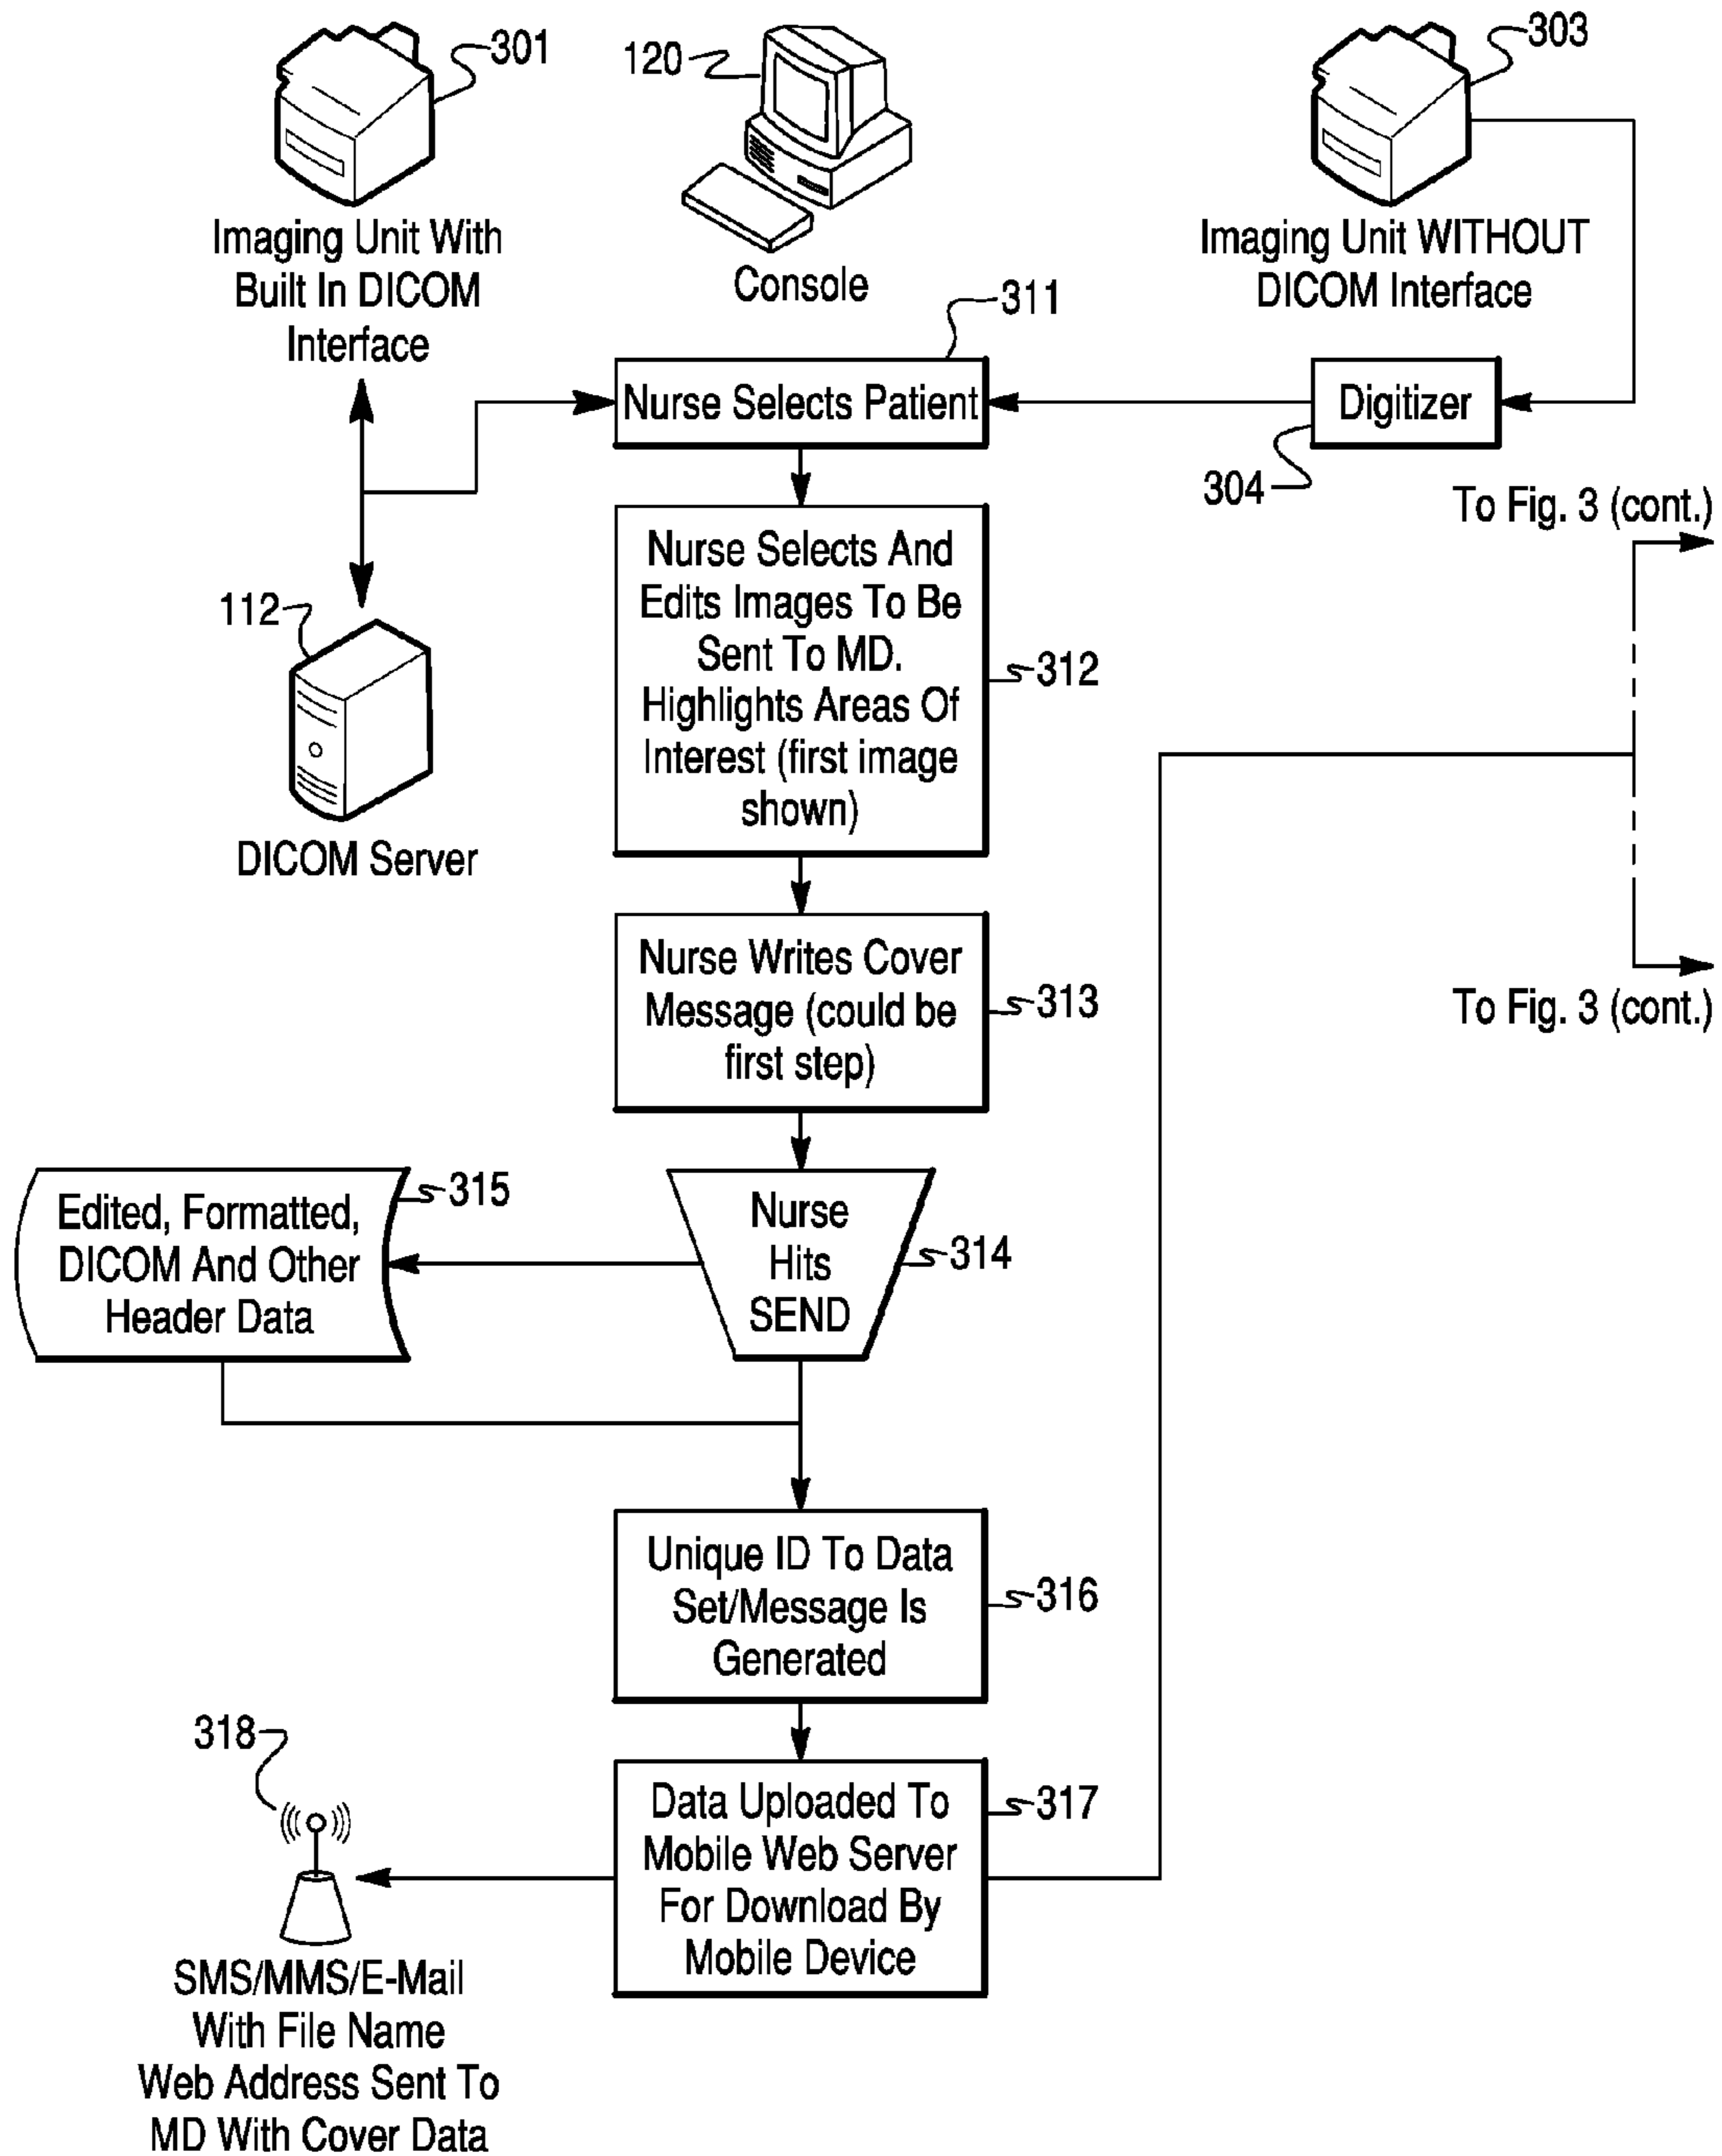 301
120
303
Imaging Unit With
Built In DICOM
Interface
Console
Imaging Unit WITHOUT
DICOM Interface
311
Nurse Selects Patient
Digitizer
304
To Fig. 3 (cont.)
Nurse Selects And
Edits Images To Be
Sent To MD.
Highlights Areas Of
Interest (first image
shown)
312
112
DICOM Server
Nurse Writes Cover
Message (could be
first step)
313
To Fig. 3 (cont.)
Edited, Formatted,
DICOM And Other
Header Data
315
Nurse
Hits
SEND
314
Unique ID To Data
Set/Message Is
Generated
316
318
Data Uploaded To
Mobile Web Server
For Download By
Mobile Device
317
SMS/MMS/E-Mail
With File Name
Web Address Sent To
MD With Cover Data